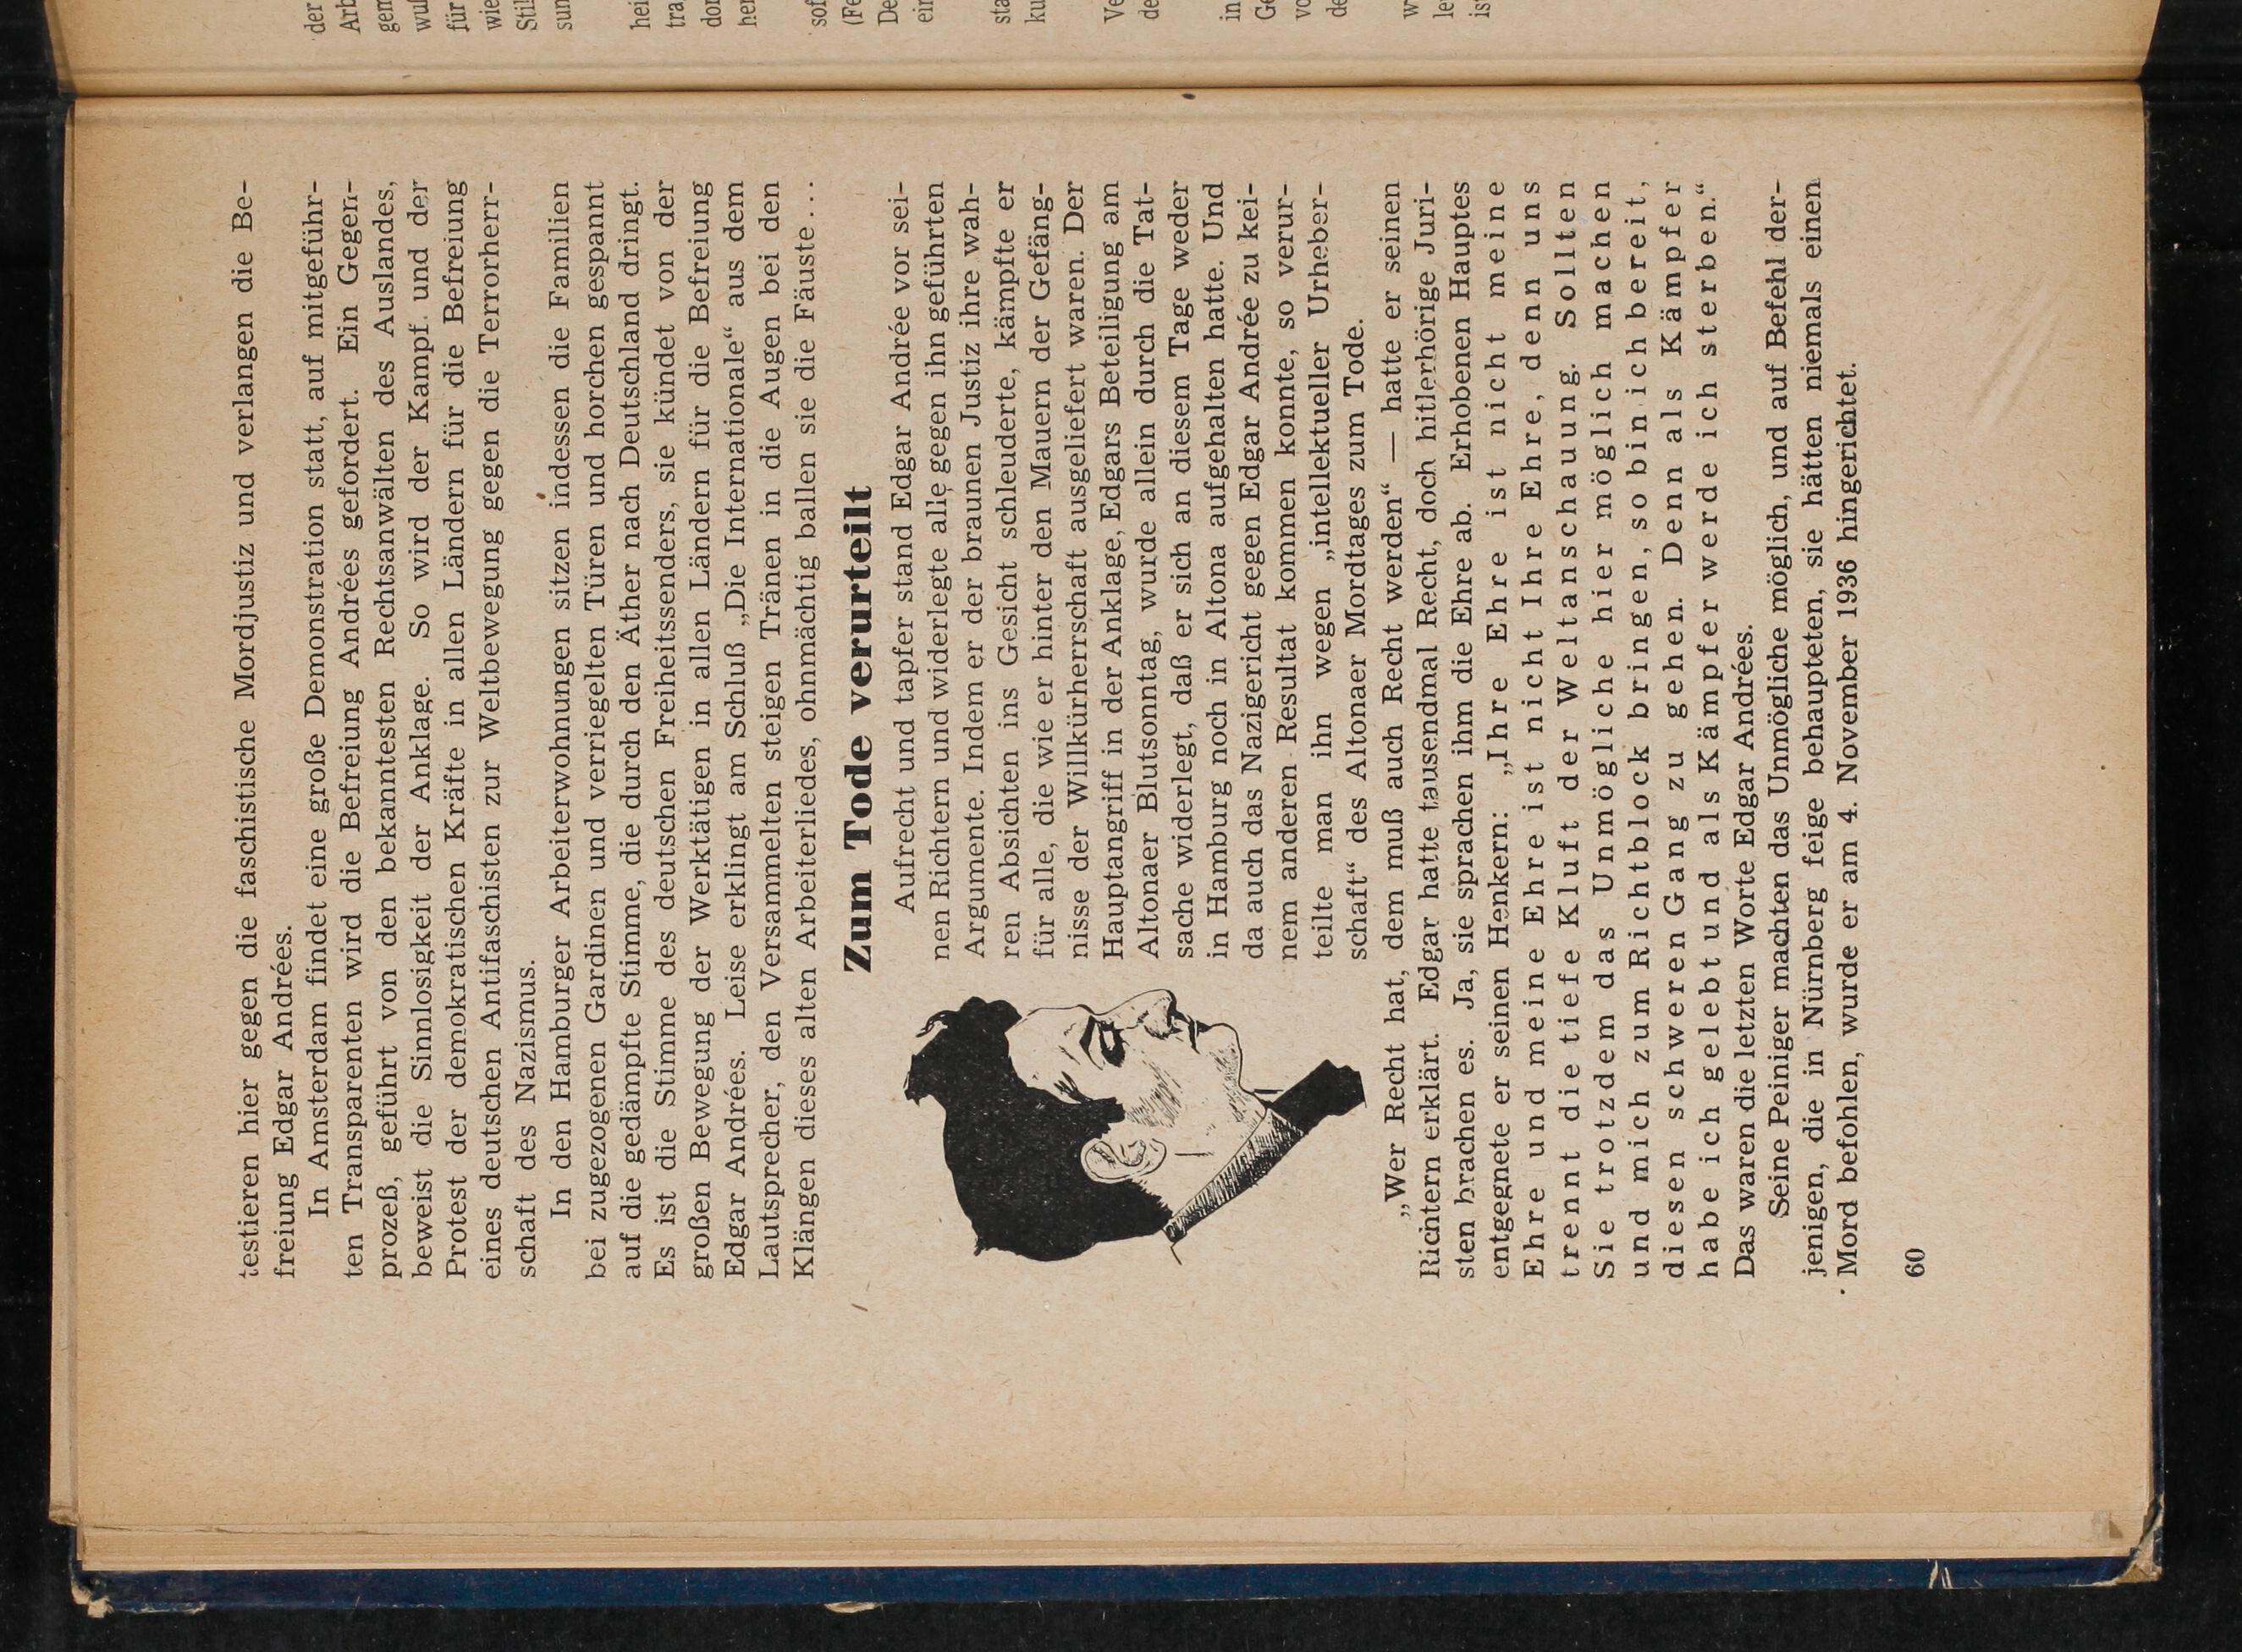 testieren hier gegen die faschistische Mordjustiz und verlangen die Be-
freiung Edgar Andrées.
In Amsterdam findet eine große Demonstration statt, auf mitgeführ-
ten Transparenten wird die Befreiung Andrées gefordert. Ein Gegen-
prozeß, geführt von den bekanntesten Rechtsanwälten des Auslandes,
beweist die Sinnlosigkeit der Anklage. So wird der Kampf und der
Protest der demokratischen Kräfte in allen Ländern für die Befreiung
eines deutschen Antifaschisten zur Weltbewegung gegen die Terrorherr-
schaft des Nazismus.
In den Hamburger Arbeiterwohnungen sitzen indessen die Familien
bei zugezogenen Gardinen und verriegelten Türen und horchen gespannt
auf die gedämpfte Stimme, die durch den Äther nach Deutschland dringt.
Es ist die Stimme des deutschen Freiheitssenders, sie kündet von der
großen Bewegung der Werktätigen in allen Ländern für die Befreiung
Edgar Andrées. Leise erklingt am Schluß „Die Internationale“ aus dem
Lautsprecher, den Versammelten steigen Tränen in die Augen bei den
Klängen dieses alten Arbeiterliedes, ohnmächtig ballen sie die Fäuste...
Zum Tode verurteilt
Aufrecht und tapfer stand Edgar Andrée vor sei-
nen Richtern und widerlegte alle gegen ihn geführten
Argumente. Indem er der braunen Justiz ihre wah-
ren Absichten ins Gesicht schleuderte, kämpfte er
für alle, die wie er hinter den Mauern der Gefäng-
nisse der Willkürherrschaft ausgeliefert waren. Der
Hauptangriff in der Anklage, Edgars Beteiligung am
Altonaer Blutsonntag, wurde allein durch die Tat-
sache widerlegt, daß er sich an diesem Tage weder
in Hamburg noch in Altona aufgehalten hatte. Und
da auch das Nazigericht gegen Edgar Andrée zu kei-
nem anderen Resultat kommen konnte, so verur-
teilte man ihn wegen „intellektueller Urheber-
schaft“ des Altonaer Mordtages zum Tode.
„Wer Recht hat, dem muß auch Recht werden“ — hatte er seinen
Richtern erklärt. Edgar hatte tausendmal Recht, doch hitlerhörige Juri-
sten brachen es. Ja, sie sprachen ihm die Ehre ab. Erhobenen Hauptes
entgegnete er seinen Henkern: „Ihre Ehre ist nicht meine
Ehre und meine Ehre ist nicht Ihre Ehre, denn uns
trennt die tiefe Kluft der Weltanschauung. Sollten
Sie trotzdem das Unmögliche hier möglich machen
und mich zum Richtblock bringen, so bin ich bereit,
diesen schweren Gang zu gehen. Denn als Kämpfer
habe ich gelebt und als Kämpfer werde ich sterben.“
Das waren die letzten Worte Edgar Andrées.
Seine Peiniger machten das Unmögliche möglich, und auf Befehl der-
jenigen, die in Nürnberg feige behaupteten, sie hätten niemals einen
Mord befohlen, wurde er am 4. November 1936 hingerichtet.
60